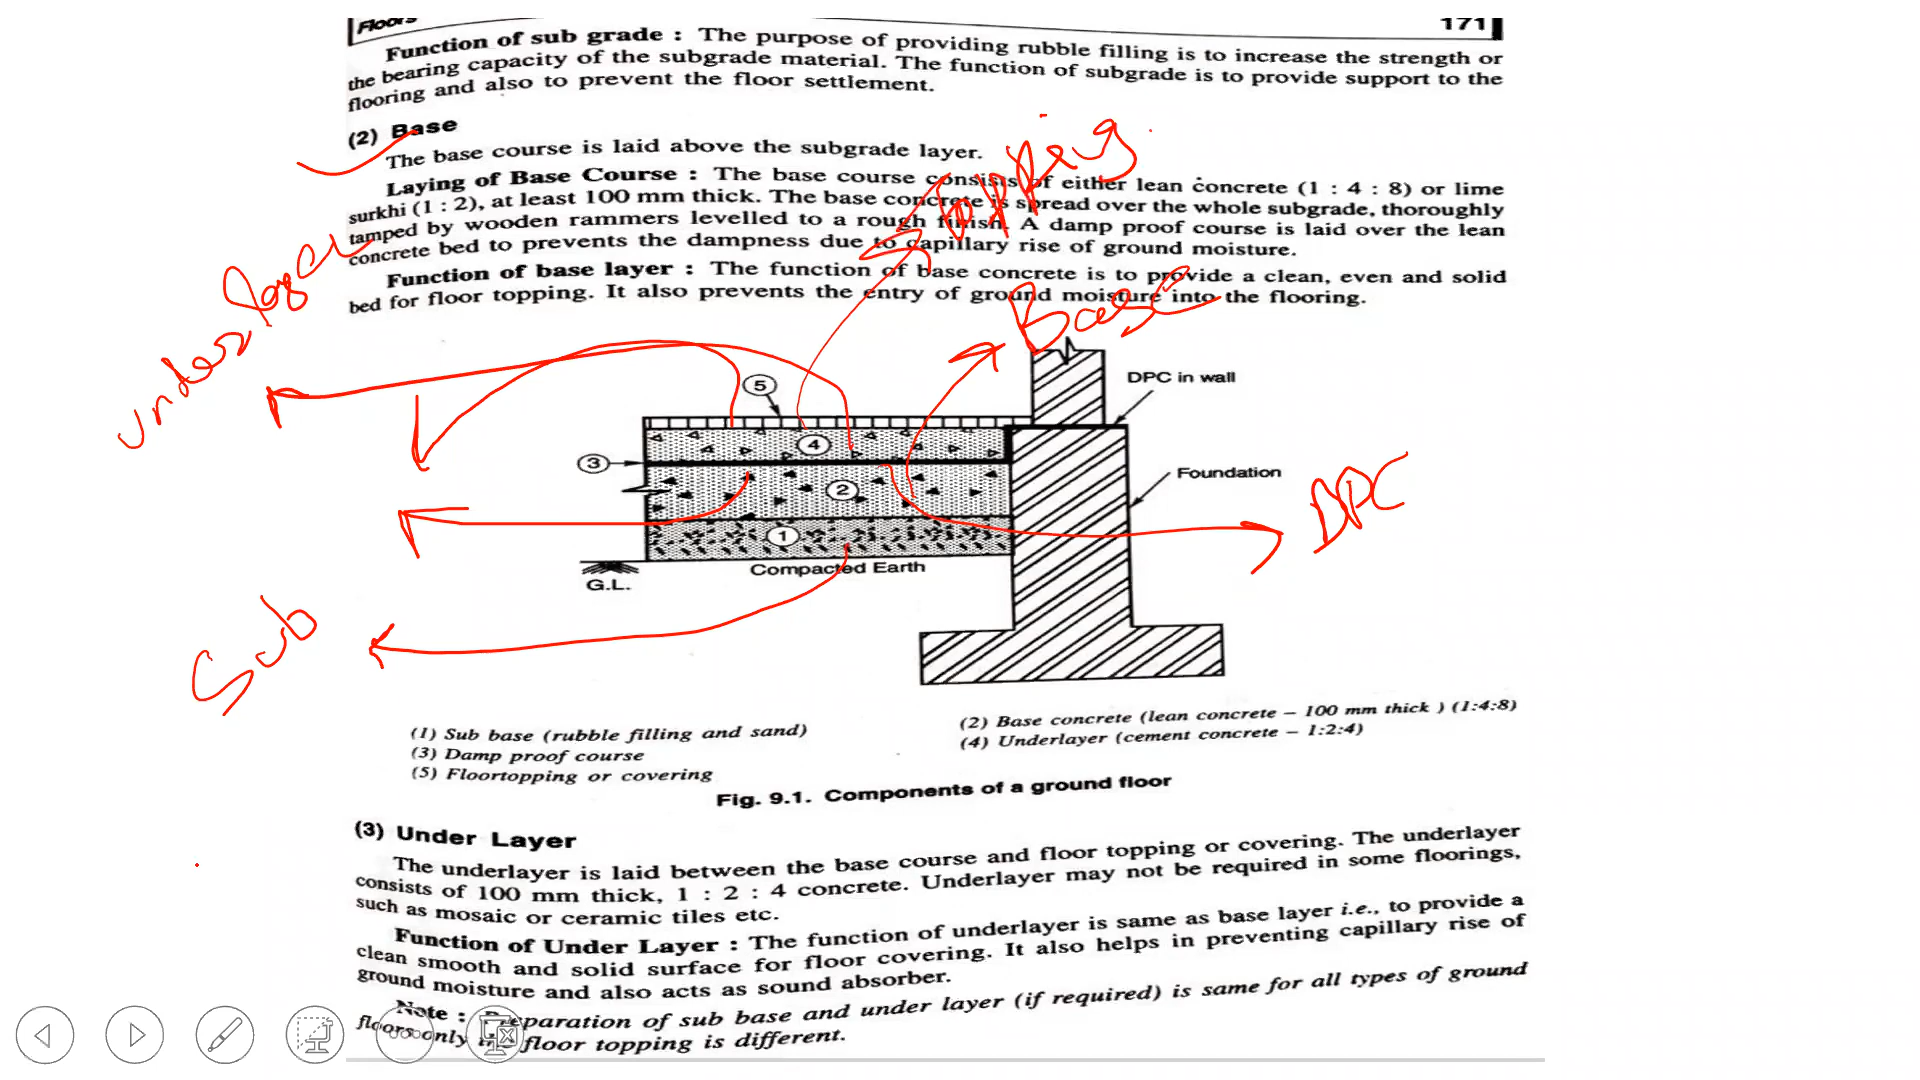 Floors 171
Function of sub grade : The purpose of providing rubble filling is to increase the strength or
the bearing capacity of the subgrade material. The function of subgrade is to provide support to the
flooring and also to prevent the floor settlement.
(2) Base
The base course is laid above the subgrade layer.
Laying of Base Course : The base course consists of either lean concrete (1 : 4 : 8) or lime
surkhi (1 : 2), at least 100 mm thick. The base concrete is spread over the whole subgrade, thoroughly
tamped by wooden rammers levelled to a rough finish. A damp proof course is laid over the lean
concrete bed to prevents the dampness due to capillary rise of ground moisture.
Function of base layer : The function of base concrete is to provide a clean, even and solid
bed for floor topping. It also prevents the entry of ground moisture into the flooring.
topping
Base
underlayer
DPC in wall
5
4
3
Foundation
DPC
2
1
Compacted Earth
G.L.
Sub
(1) Sub base (rubble filling and sand)
(2) Base concrete (lean concrete – 100 mm thick ) (1:4:8)
(3) Damp proof course
(4) Underlayer (cement concrete – 1:2:4)
(5) Floortopping or covering
Fig. 9.1. Components of a ground floor
(3) Under Layer
The underlayer is laid between the base course and floor topping or covering. The underlayer
consists of 100 mm thick, 1 : 2 : 4 concrete. Underlayer may not be required in some floorings,
such as mosaic or ceramic tiles etc.
Function of Under Layer : The function of underlayer is same as base layer i.e., to provide a
clean smooth and solid surface for floor covering. It also helps in preventing capillary rise of
ground moisture and also acts as sound absorber.
Note : Preparation of sub base and under layer (if required) is same for all types of ground
floors only the floor topping is different.